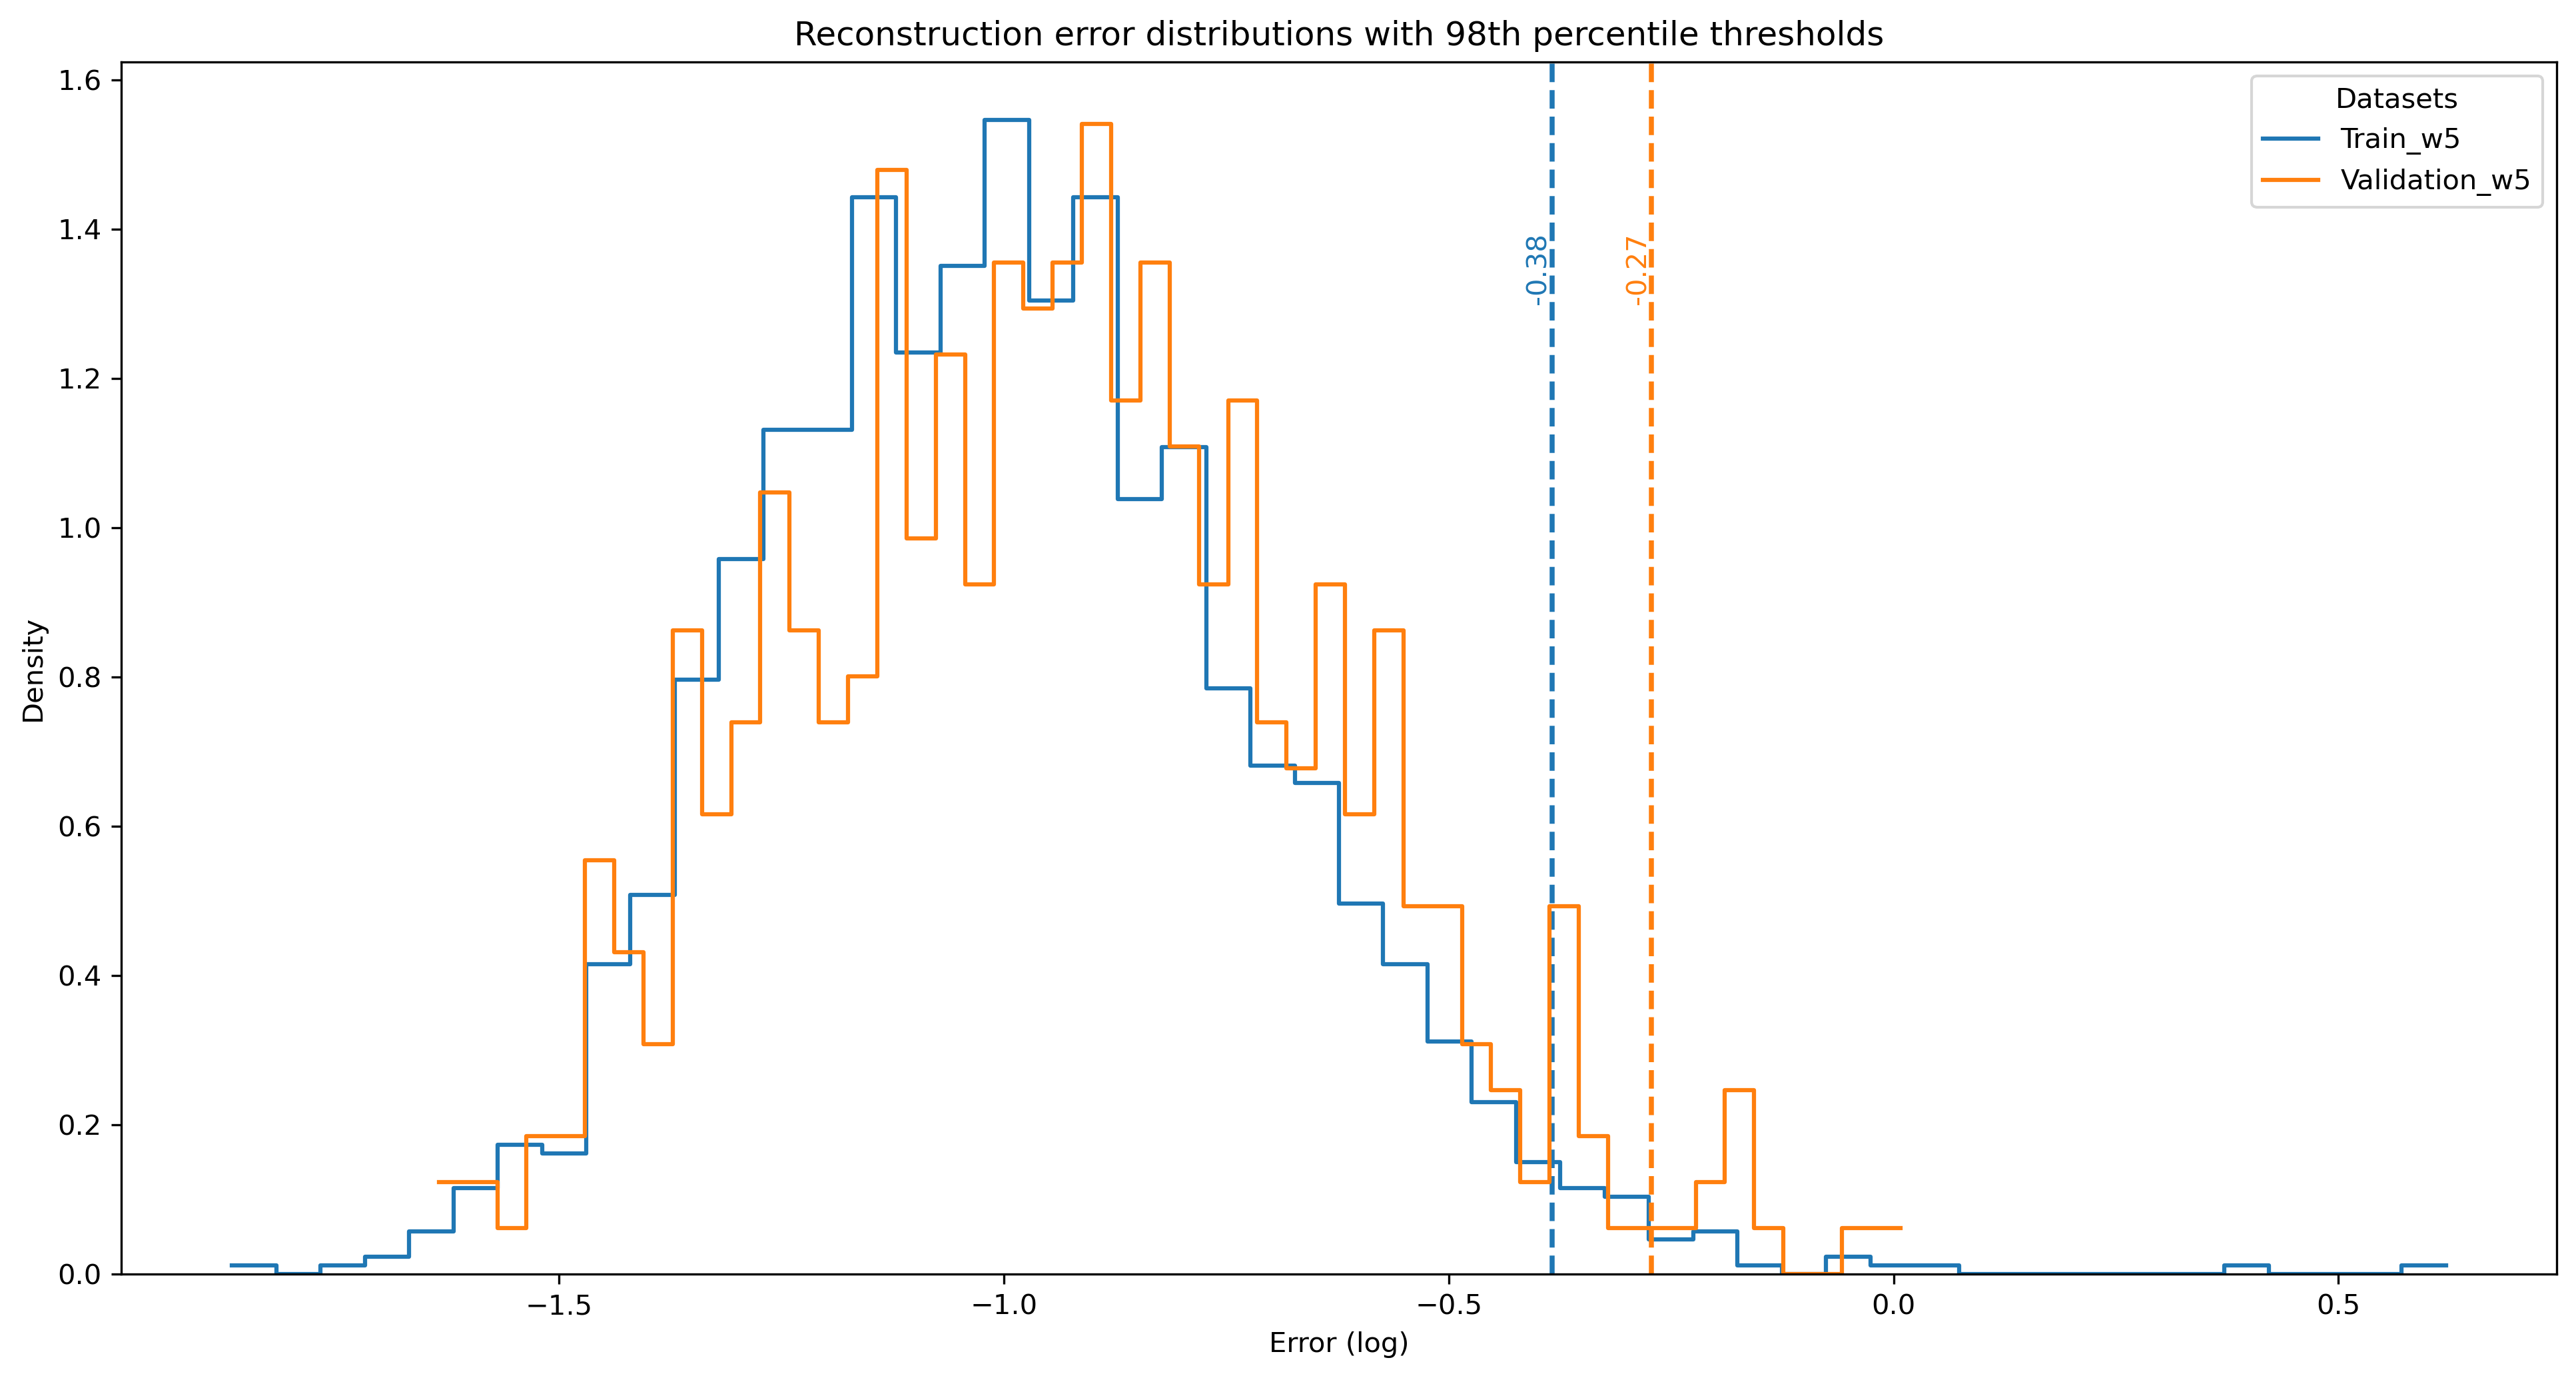 Reconstruction error distributions with 98th percentile thresholds
Datasets
Train_w5
Validation_w5
-0.38
-0.27
Density
1.6
1.4
1.2
1.0
0.8
0.6
0.4
0.2
0.0
−1.5
−1.0
−0.5
0.0
0.5
Error (log)